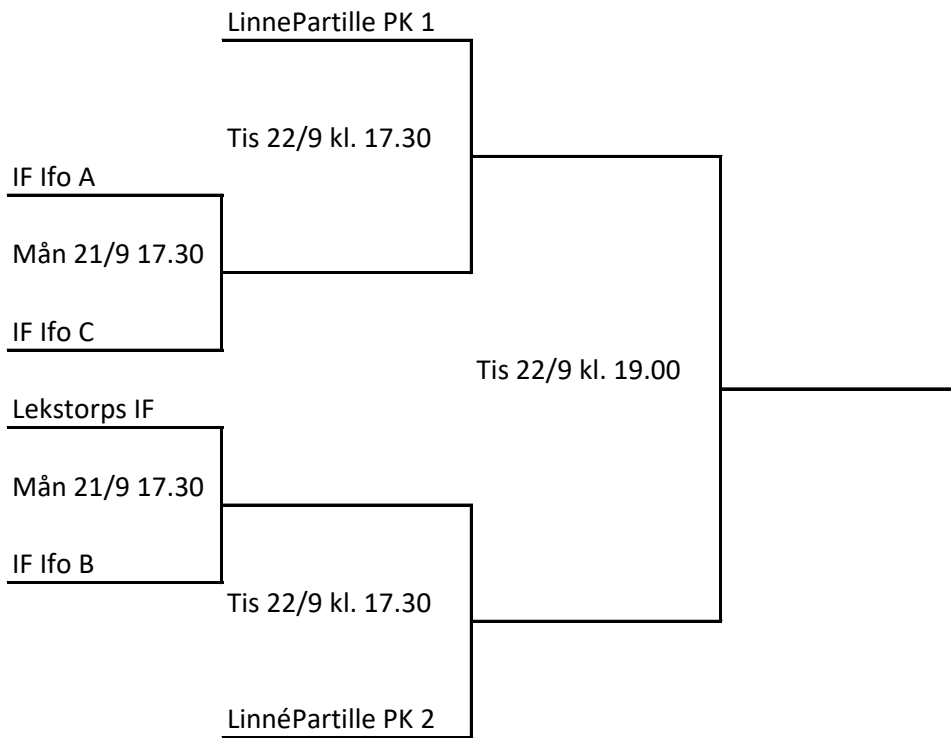 LinnePartille PK 1
Tis 22/9 kl. 17.30
IF Ifo A
Mån 21/9 17.30
IF Ifo C
Tis 22/9 kl. 19.00
Lekstorps IF
Mån 21/9 17.30
IF Ifo B
Tis 22/9 kl. 17.30
LinnéPartille PK 2